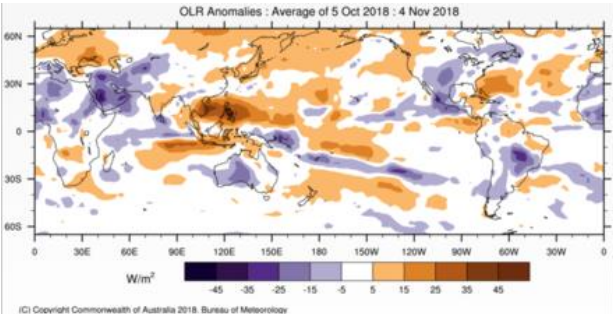 OLR Anomalies : Average of 5 Oct 2018 : 4 Nov 2018
60N
30N
0
30S
60S
0 30E 60E 90E 120E 150E 180 150W 120W 90W 60W 30W 0
W/m²
-45 -35 -25 -15 -5 5 15 25 35 45
(C) Copyright Commonwealth of Australia 2018. Bureau of Meteorology